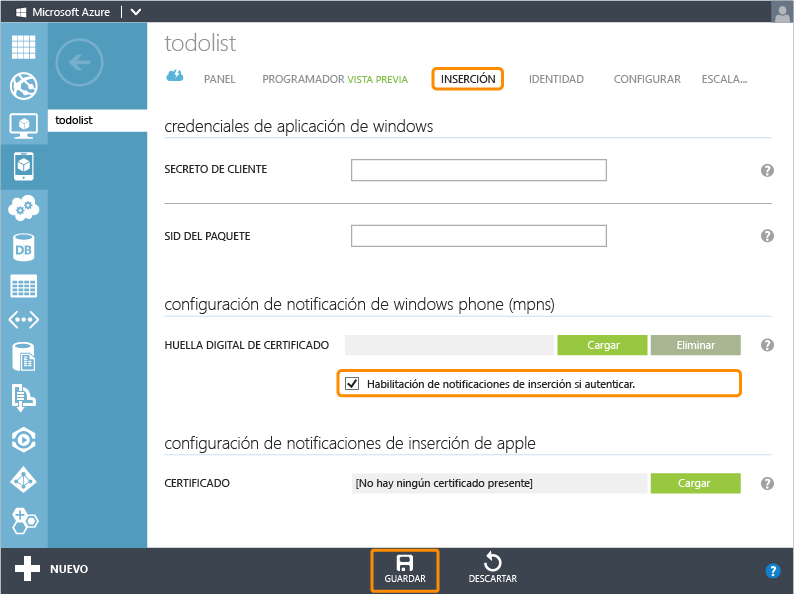 Microsoft Azure
todolist
todolist
PANEL PROGRAMADOR VISTA PREVIA INSERCIÓN IDENTIDAD CONFIGURAR ESCALA...
credenciales de aplicación de windows
SECRETO DE CLIENTE ?
SID DEL PAQUETE ?
configuración de notificación de windows phone (mpns)
HUELLA DIGITAL DE CERTIFICADO Cargar Eliminar ?
Habilitación de notificaciones de inserción si autenticar.
configuración de notificaciones de inserción de apple
CERTIFICADO [No hay ningún certificado presente] Cargar ?
DB
NUEVO GUARDAR DESCARTAR ?